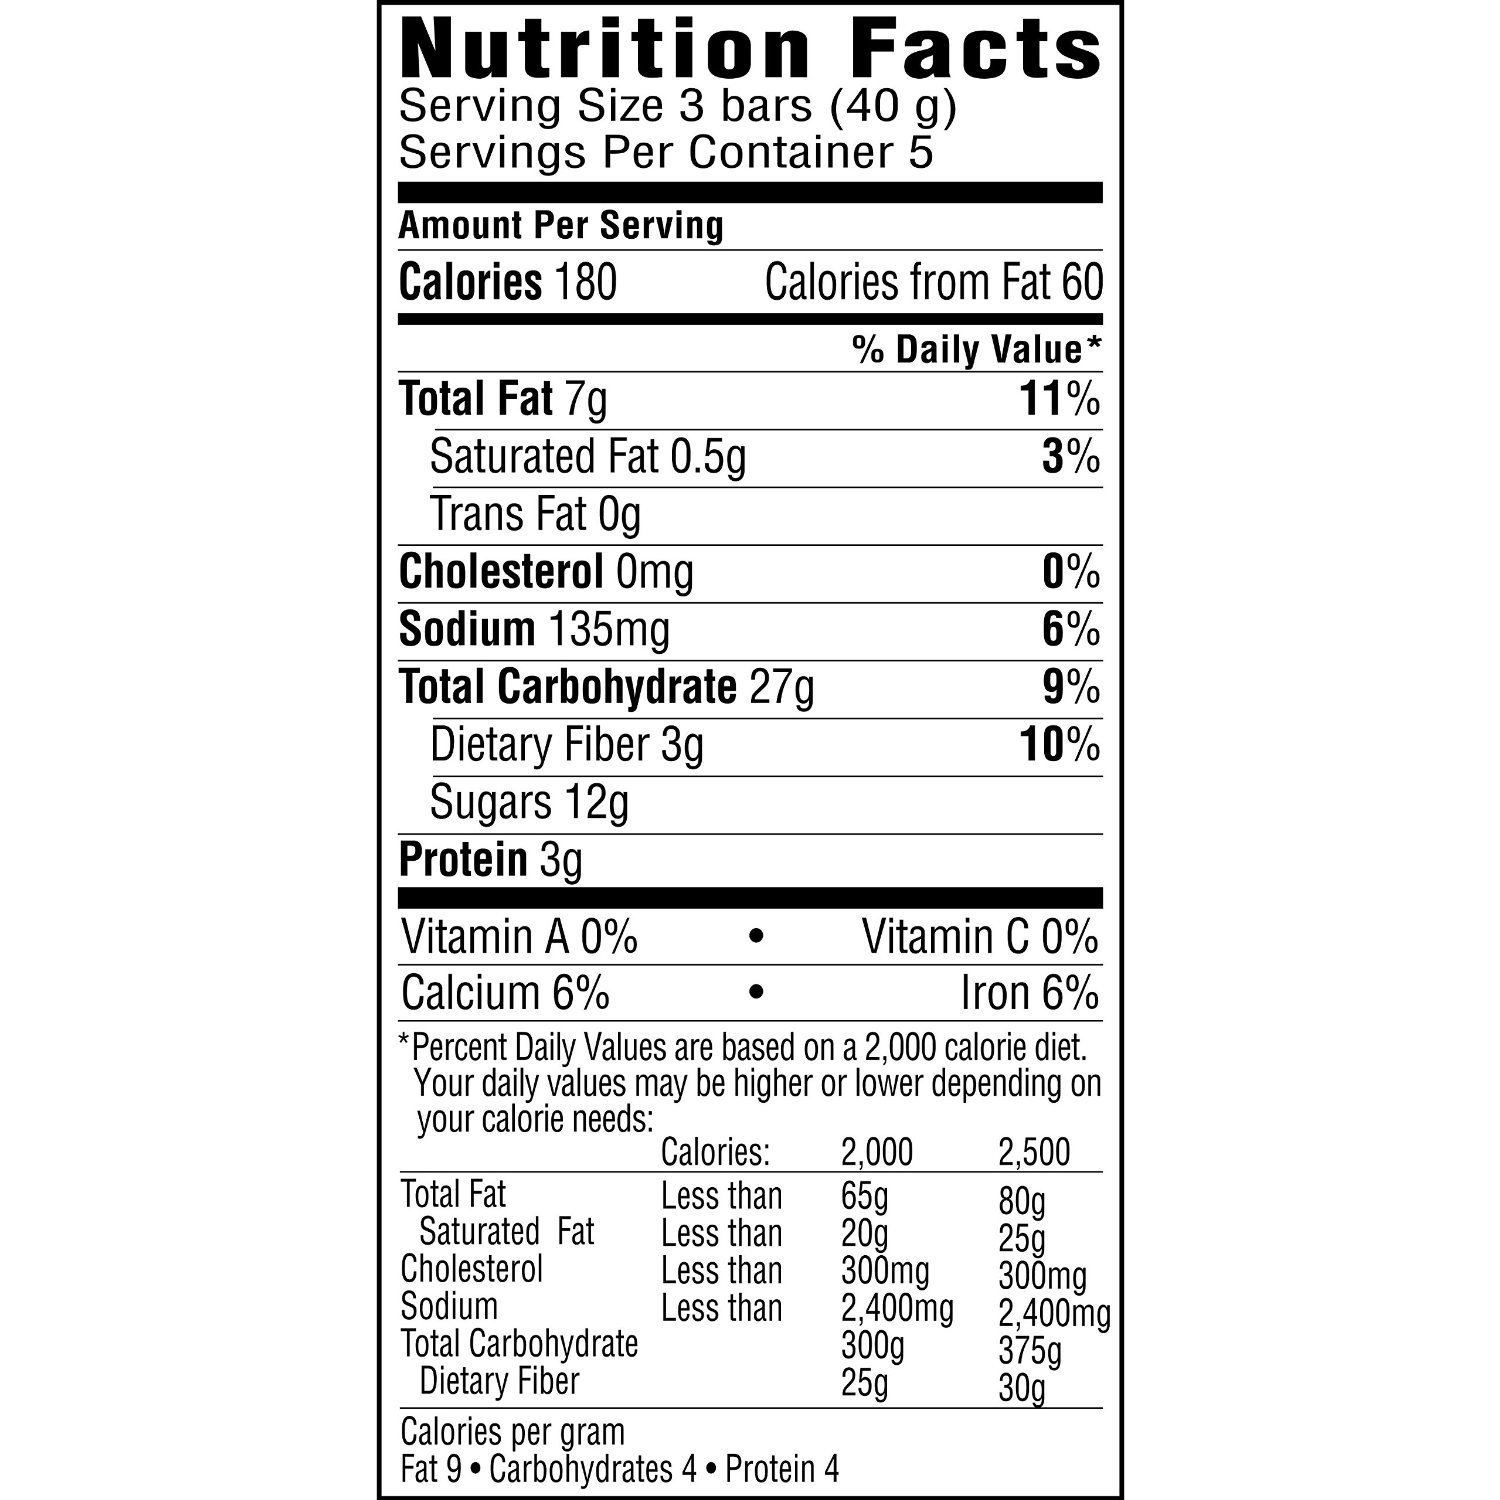 Nutrition Facts
Serving Size 3 bars (40 g)
Servings Per Container 5
Amount Per Serving
Calories 180 Calories from Fat 60
% Daily Value*
Total Fat 7g 11%
Saturated Fat 0.5g 3%
Trans Fat 0g
Cholesterol 0mg 0%
Sodium 135mg 6%
Total Carbohydrate 27g 9%
Dietary Fiber 3g 10%
Sugars 12g
Protein 3g
Vitamin A 0% • Vitamin C 0%
Calcium 6% • Iron 6%
*Percent Daily Values are based on a 2,000 calorie diet.
Your daily values may be higher or lower depending on
your calorie needs:
Calories: 2,000 2,500
Total Fat Less than 65g 80g
Saturated Fat Less than 20g 25g
Cholesterol Less than 300mg 300mg
Sodium Less than 2,400mg 2,400mg
Total Carbohydrate 300g 375g
Dietary Fiber 25g 30g
Calories per gram
Fat 9 • Carbohydrates 4 • Protein 4